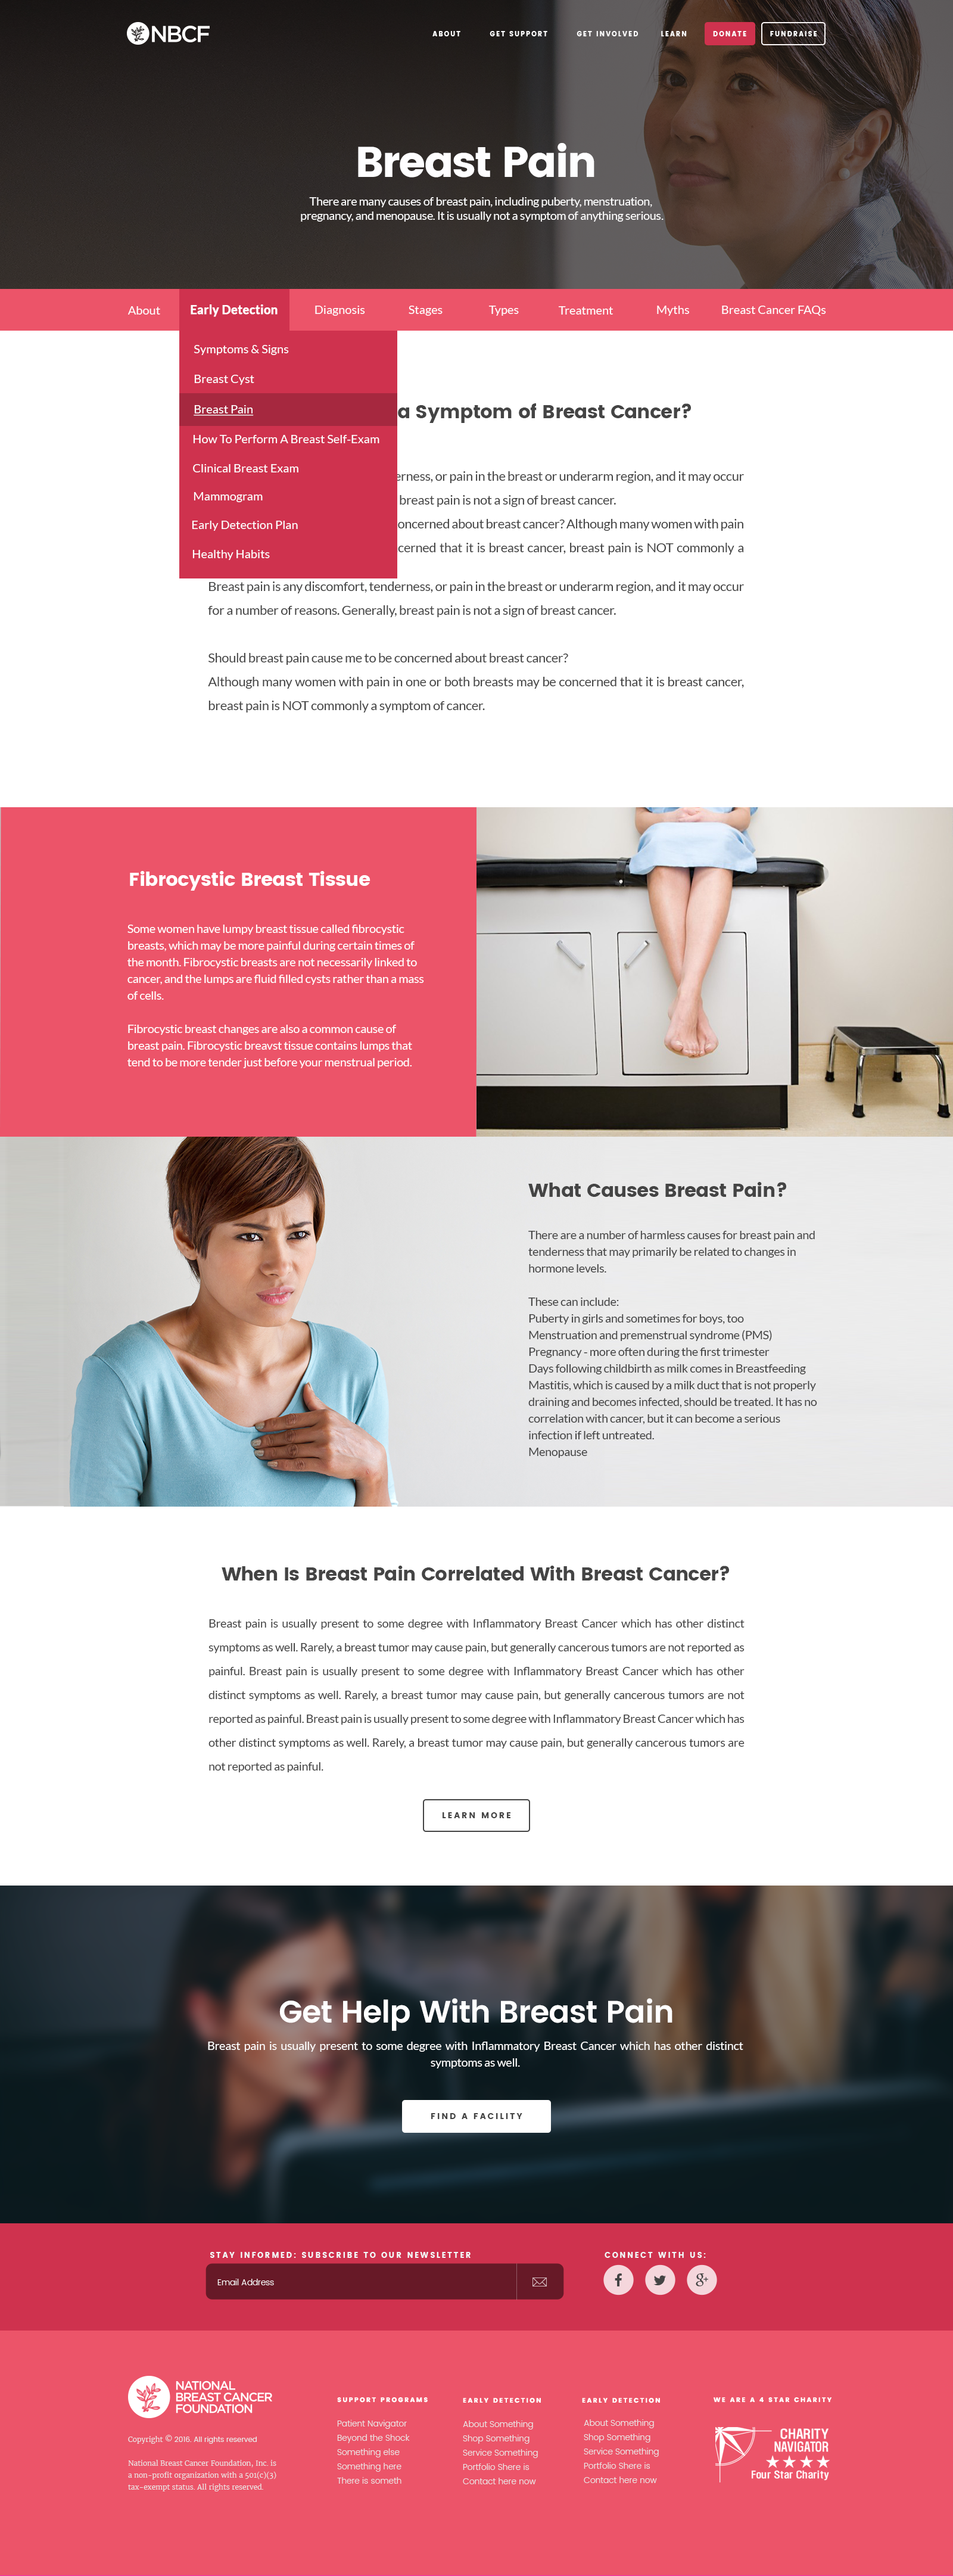 NBCF
ABOUT GET SUPPORT GET INVOLVED LEARN DONATE FUNDRAISE
Breast Pain
There are many causes of breast pain, including puberty, menstruation,
pregnancy, and menopause. It is usually not a symptom of anything serious.
About Early Detection Diagnosis Stages Types Treatment Myths Breast Cancer FAQs
Symptoms & Signs
Breast Cyst
Breast Pain
How To Perform A Breast Self-Exam
Clinical Breast Exam
Mammogram
Early Detection Plan
Healthy Habits
a Symptom of Breast Cancer?
erness, or pain in the breast or underarm region, and it may occur
breast pain is not a sign of breast cancer.
oncerned about breast cancer? Although many women with pain
cerned that it is breast cancer, breast pain is NOT commonly a
Breast pain is any discomfort, tenderness, or pain in the breast or underarm region, and it may occur
for a number of reasons. Generally, breast pain is not a sign of breast cancer.
Should breast pain cause me to be concerned about breast cancer?
Although many women with pain in one or both breasts may be concerned that it is breast cancer,
breast pain is NOT commonly a symptom of cancer.
Fibrocystic Breast Tissue
Some women have lumpy breast tissue called fibrocystic
breasts, which may be more painful during certain times of
the month. Fibrocystic breasts are not necessarily linked to
cancer, and the lumps are fluid filled cysts rather than a mass
of cells.
Fibrocystic breast changes are also a common cause of
breast pain. Fibrocystic breavst tissue contains lumps that
tend to be more tender just before your menstrual period.
What Causes Breast Pain?
There are a number of harmless causes for breast pain and
tenderness that may primarily be related to changes in
hormone levels.
These can include:
Puberty in girls and sometimes for boys, too
Menstruation and premenstrual syndrome (PMS)
Pregnancy - more often during the first trimester
Days following childbirth as milk comes in Breastfeeding
Mastitis, which is caused by a milk duct that is not properly
draining and becomes infected, should be treated. It has no
correlation with cancer, but it can become a serious
infection if left untreated.
Menopause
When Is Breast Pain Correlated With Breast Cancer?
Breast pain is usually present to some degree with Inflammatory Breast Cancer which has other distinct
symptoms as well. Rarely, a breast tumor may cause pain, but generally cancerous tumors are not reported as
painful. Breast pain is usually present to some degree with Inflammatory Breast Cancer which has other
distinct symptoms as well. Rarely, a breast tumor may cause pain, but generally cancerous tumors are not
reported as painful. Breast pain is usually present to some degree with Inflammatory Breast Cancer which has
other distinct symptoms as well. Rarely, a breast tumor may cause pain, but generally cancerous tumors are
not reported as painful.
LEARN MORE
Get Help With Breast Pain
Breast pain is usually present to some degree with Inflammatory Breast Cancer which has other distinct
symptoms as well.
FIND A FACILITY
STAY INFORMED: SUBSCRIBE TO OUR NEWSLETTER
Email Address
CONNECT WITH US:
f g+
NATIONAL
BREAST CANCER
FOUNDATION
Copyright © 2016. All rights reserved
National Breast Cancer Foundation, Inc. is
a non-profit organization with a 501(c)(3)
tax-exempt status. All rights reserved.
SUPPORT PROGRAMS
Patient Navigator
Beyond the Shock
Something else
Something here
There is someth
EARLY DETECTION
About Something
Shop Something
Service Something
Portfolio Shere is
Contact here now
EARLY DETECTION
About Something
Shop Something
Service Something
Portfolio Shere is
Contact here now
WE ARE A 4 STAR CHARITY
CHARITY
NAVIGATOR
Four Star Charity